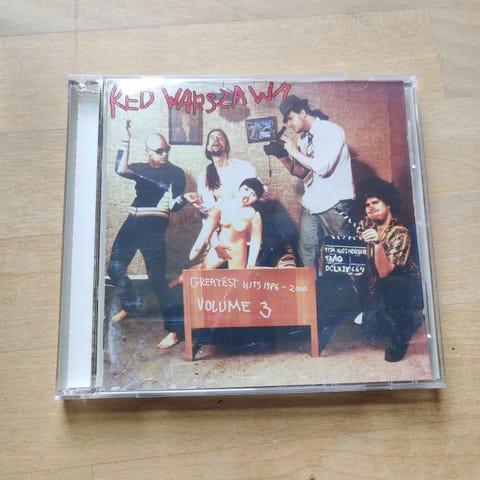 RED WARSZAWA
GREATEST HITS 1986-2000
VOLUME 3